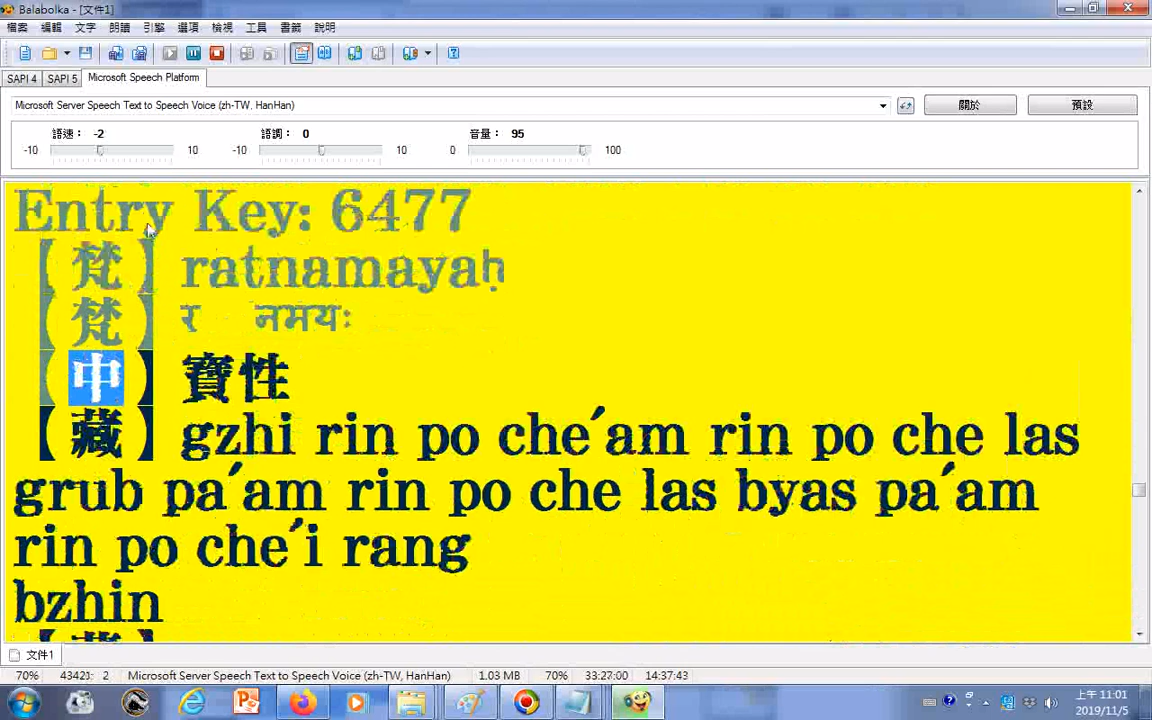 Balabolka - [文件1]
檔案 編輯 文字 朗讀 引擎 選項 檢視 工具 書籤 說明
SAPI 4 SAPI 5 Microsoft Speech Platform
Microsoft Server Speech Text to Speech Voice (zh-TW, HanHan) 關於 預設
語速： -2 語調： 0 音量： 95
-10 10 -10 10 0 100
Entry Key: 6477
【梵】 ratnamayaḥ
【梵】 र नमयः
【中】 寶性
【藏】 gzhi rin po che´am rin po che las
grub pa´am rin po che las byas pa´am
rin po che´i rang
bzhin
文件1
70% 4342: 2 Microsoft Server Speech Text to Speech Voice (zh-TW, HanHan) 1.03 MB 70% 33:27:00 14:37:43
上午 11:01
2019/11/5